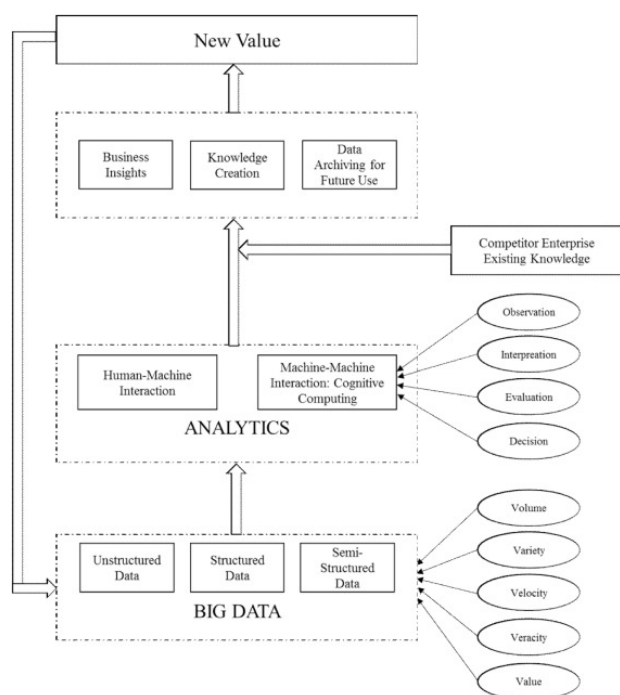 New Value
Business
Insights
Knowledge
Creation
Data
Archiving for
Future Use
Competitor Enterprise
Existing Knowledge
Human-Machine
Interaction
Machine-Machine
Interaction: Cognitive
Computing
ANALYTICS
Observation
Interpreation
Evaluation
Decision
Unstructured
Data
Structured
Data
Semi-
Structured
Data
BIG DATA
Volume
Variety
Velocity
Veracity
Value